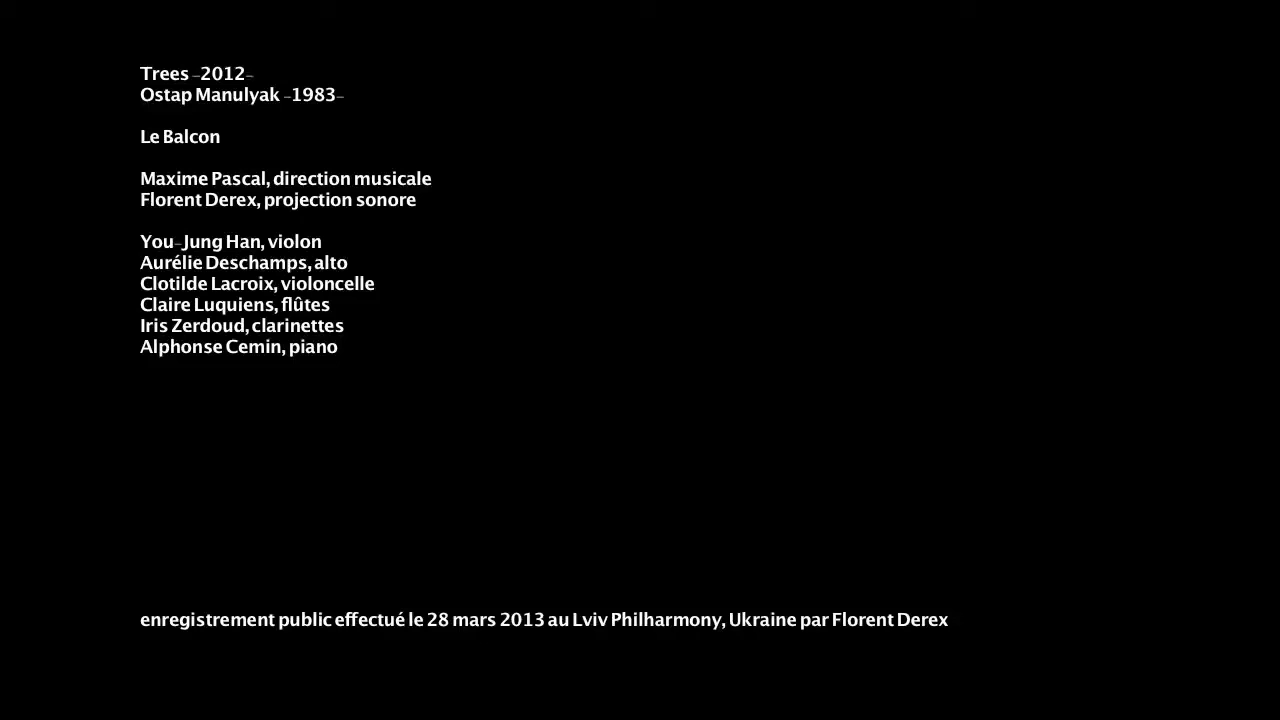 Trees -2012-
Ostap Manulyak -1983-
Le Balcon
Maxime Pascal, direction musicale
Florent Derex, projection sonore
You-Jung Han, violon
Aurélie Deschamps, alto
Clotilde Lacroix, violoncelle
Claire Luquiens, flûtes
Iris Zerdoud, clarinettes
Alphonse Cemin, piano
enregistrement public effectué le 28 mars 2013 au Lviv Philharmony, Ukraine par Florent Derex